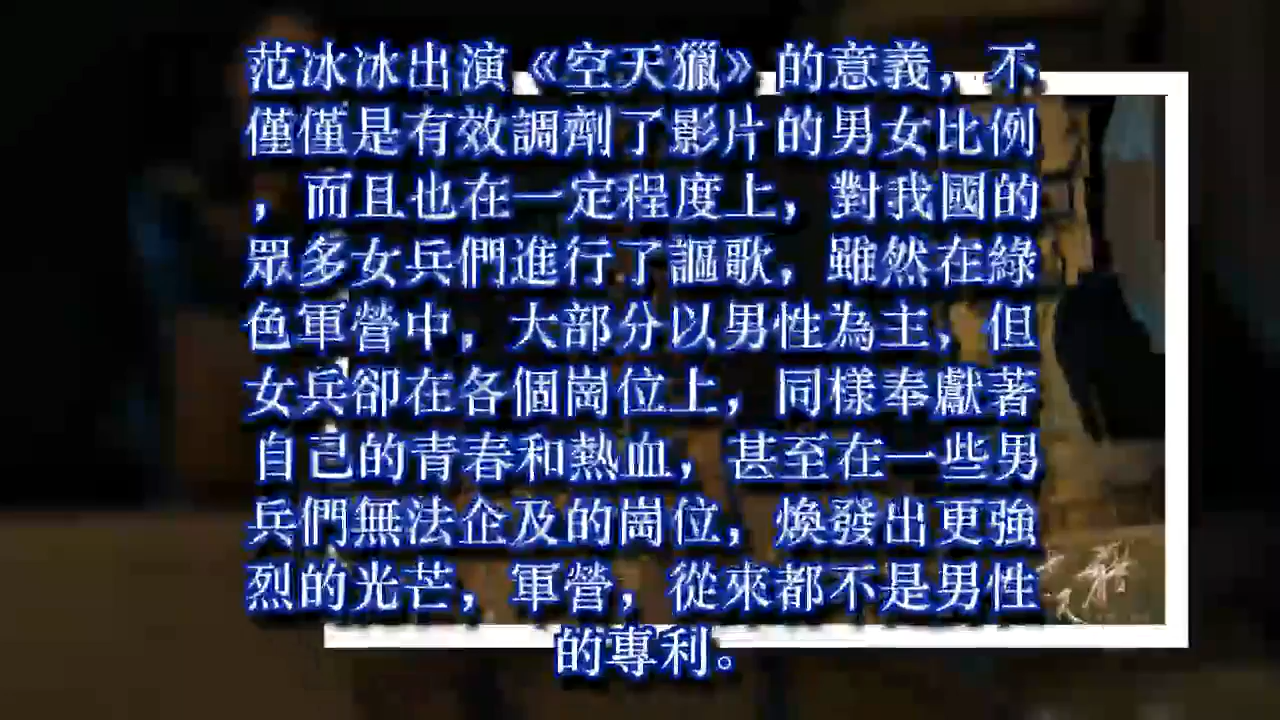 范冰冰出演《空天獵》的意義，不
僅僅是有效調劑了影片的男女比例
，而且也在一定程度上，對我國的
眾多女兵們進行了謳歌，雖然在綠
色軍營中，大部分以男性為主，但
女兵卻在各個崗位上，同樣奉獻著
自己的青春和熱血，甚至在一些男
兵們無法企及的崗位，煥發出更強
烈的光芒，軍營，從來都不是男性
的專利。